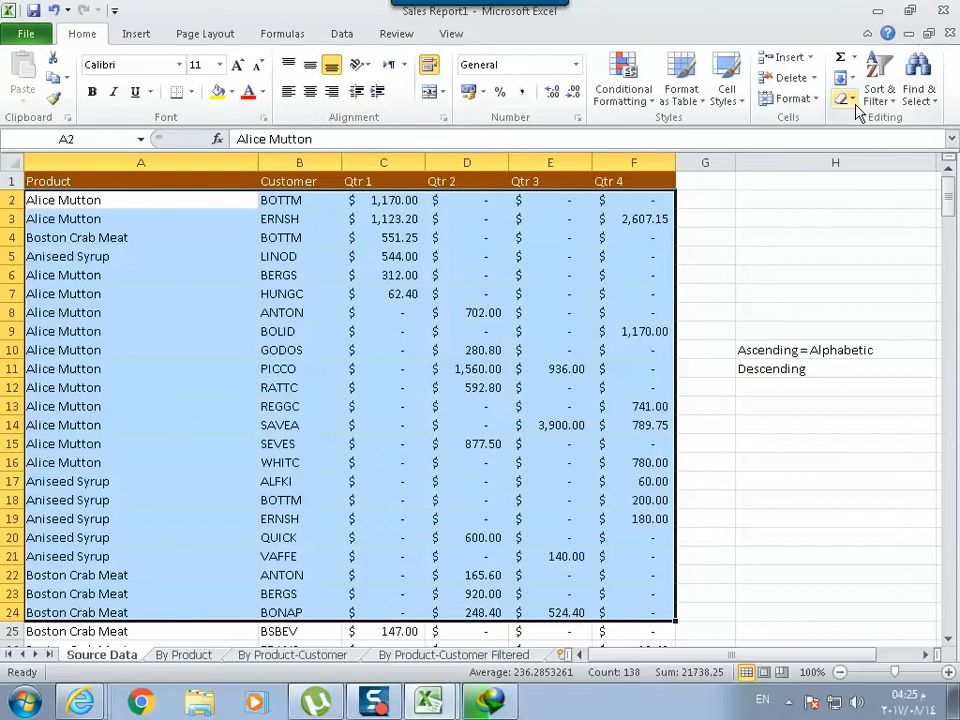 Sales Report1 - Microsoft Excel
File Home Insert Page Layout Formulas Data Review View
Paste
Calibri 11
B I U
General
$ % ,
Conditional Formatting
Format as Table
Cell Styles
Insert
Delete
Format
Σ
Sort & Filter
Find & Select
Clipboard Font Alignment Number Styles Cells Editing
A2 fx Alice Mutton
A B C D E F G H
1 Product Customer Qtr 1 Qtr 2 Qtr 3 Qtr 4
2 Alice Mutton BOTTM $ 1,170.00 $ - $ - $ -
3 Alice Mutton ERNSH $ 1,123.20 $ - $ - $ 2,607.15
4 Boston Crab Meat BOTTM $ 551.25 $ - $ - $ -
5 Aniseed Syrup LINOD $ 544.00 $ - $ - $ -
6 Alice Mutton BERGS $ 312.00 $ - $ - $ -
7 Alice Mutton HUNGC $ 62.40 $ - $ - $ -
8 Alice Mutton ANTON $ - $ 702.00 $ - $ -
9 Alice Mutton BOLID $ - $ - $ - $ 1,170.00
10 Alice Mutton GODOS $ - $ 280.80 $ - $ - Ascending = Alphabetic
11 Alice Mutton PICCO $ - $ 1,560.00 $ 936.00 $ - Descending
12 Alice Mutton RATTC $ - $ 592.80 $ - $ -
13 Alice Mutton REGGC $ - $ - $ - $ 741.00
14 Alice Mutton SAVEA $ - $ - $ 3,900.00 $ 789.75
15 Alice Mutton SEVES $ - $ 877.50 $ - $ -
16 Alice Mutton WHITC $ - $ - $ - $ 780.00
17 Aniseed Syrup ALFKI $ - $ - $ - $ 60.00
18 Aniseed Syrup BOTTM $ - $ - $ - $ 200.00
19 Aniseed Syrup ERNSH $ - $ - $ - $ 180.00
20 Aniseed Syrup QUICK $ - $ 600.00 $ - $ -
21 Aniseed Syrup VAFFE $ - $ - $ 140.00 $ -
22 Boston Crab Meat ANTON $ - $ 165.60 $ - $ -
23 Boston Crab Meat BERGS $ - $ 920.00 $ - $ -
24 Boston Crab Meat BONAP $ - $ 248.40 $ 524.40 $ -
25 Boston Crab Meat BSBEV $ 147.00 $ - $ - $ -
Source Data By Product By Product-Customer By Product-Customer Filtered
Ready Average: 236.2853261 Count: 138 Sum: 21738.25 100%
EN
04:25 م
٢٠١٧/٠٨/١٤